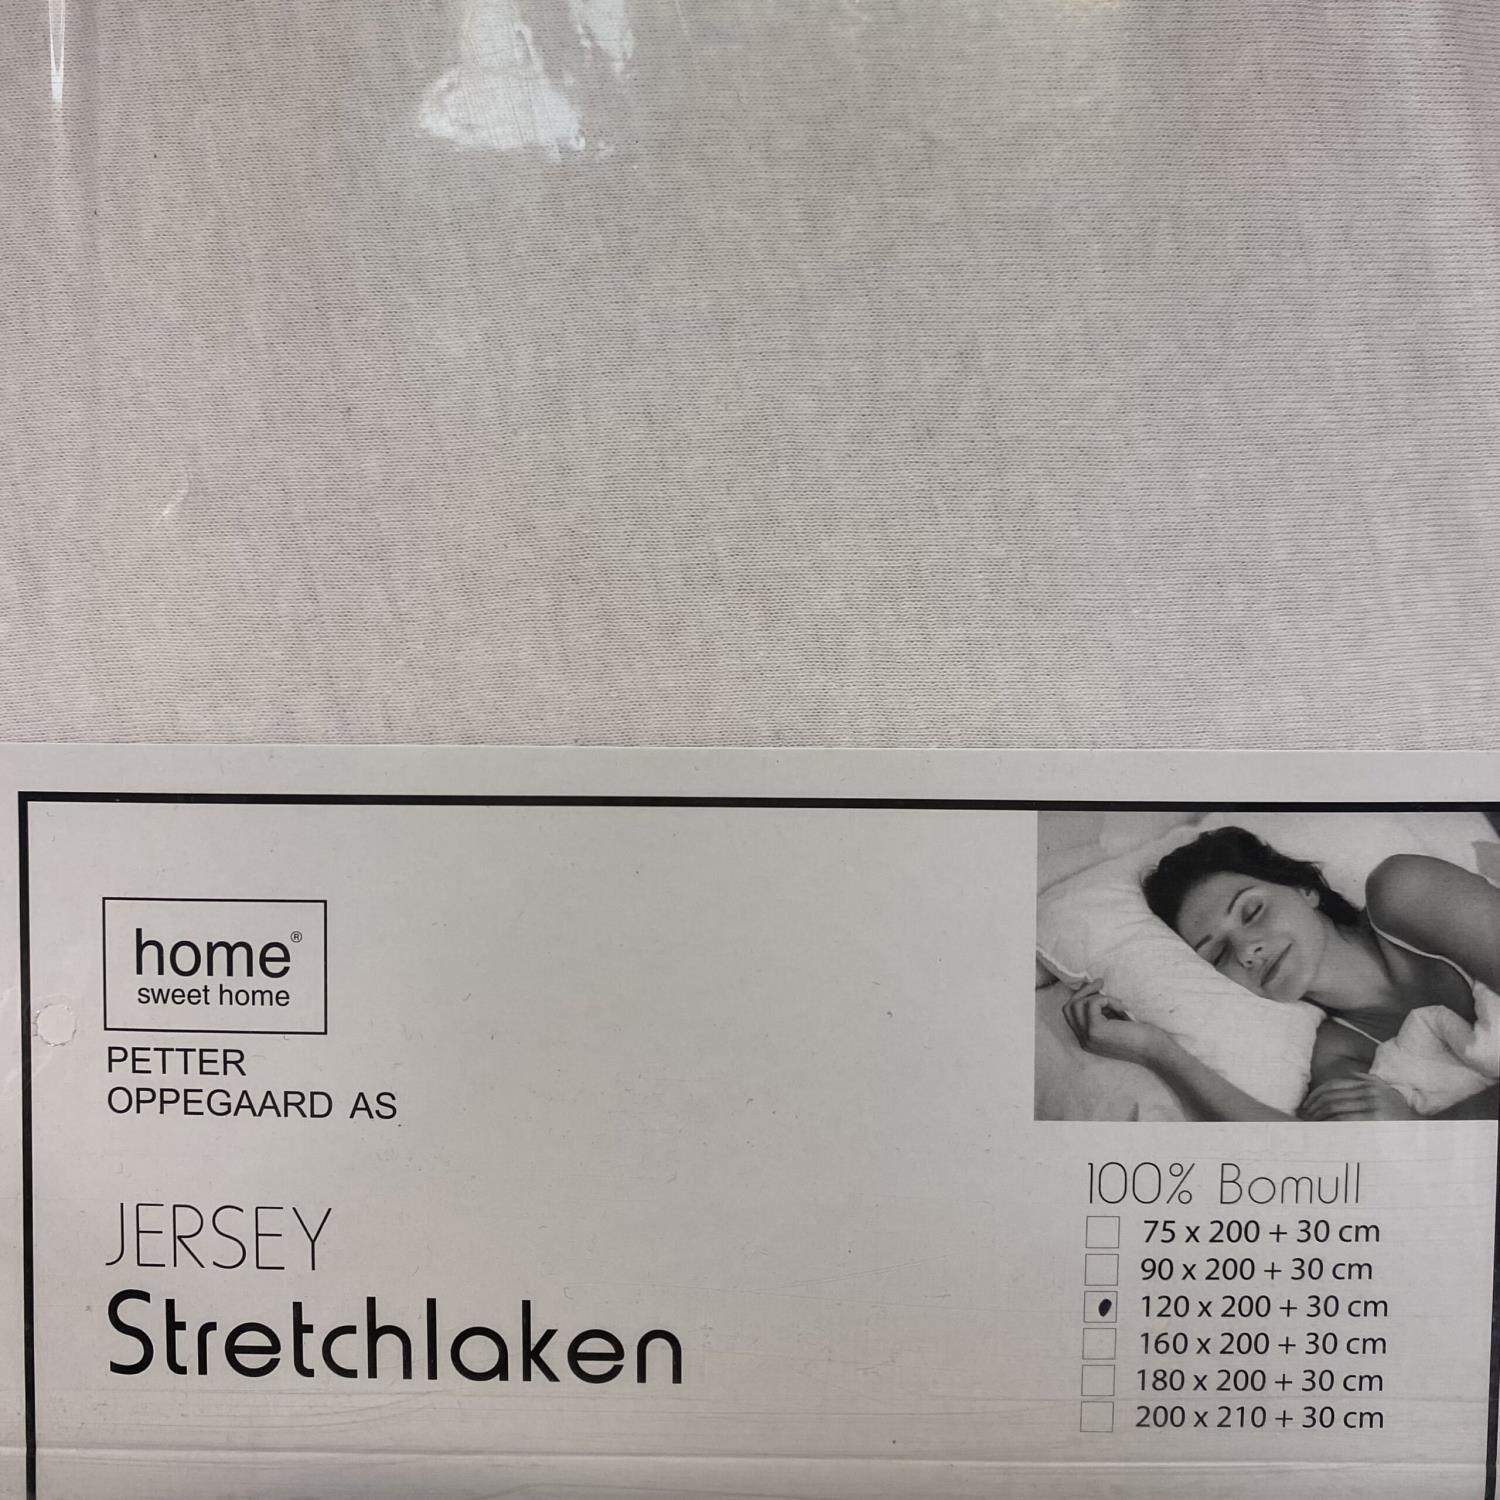 home®
sweet home
PETTER
OPPEGAARD AS
JERSEY
Stretchlaken
100% Bomull
75 x 200 + 30 cm
90 x 200 + 30 cm
120 x 200 + 30 cm
160 x 200 + 30 cm
180 x 200 + 30 cm
200 x 210 + 30 cm